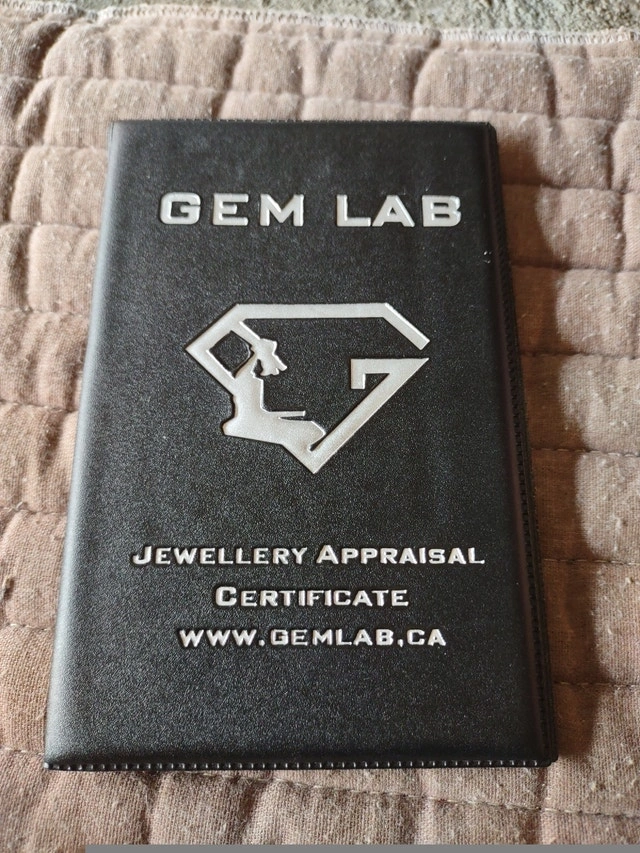 GEM LAB
JEWELLERY APPRAISAL
CERTIFICATE
WWW.GEMLAB.CA